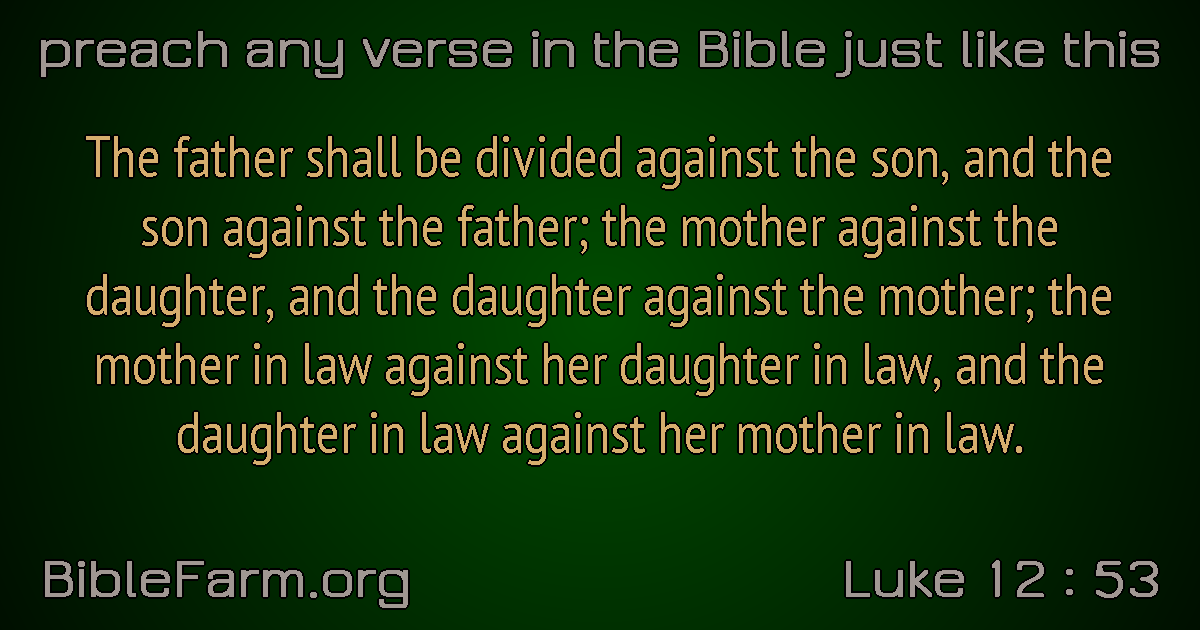 preach any verse in the Bible just like this
The father shall be divided against the son, and the
son against the father; the mother against the
daughter, and the daughter against the mother; the
mother in law against her daughter in law, and the
daughter in law against her mother in law.
BibleFarm.org
Luke 12 : 53